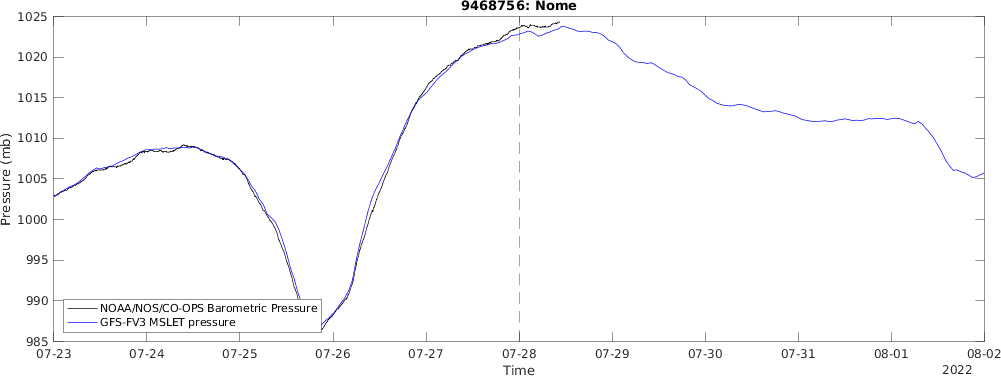 9468756: Nome
1025
1020
1015
1010
1005
1000
995
990
985
Pressure (mb)
NOAA/NOS/CO-OPS Barometric Pressure
GFS-FV3 MSLET pressure
07-23 07-24 07-25 07-26 07-27 07-28 07-29 07-30 07-31 08-01 08-02
Time
2022